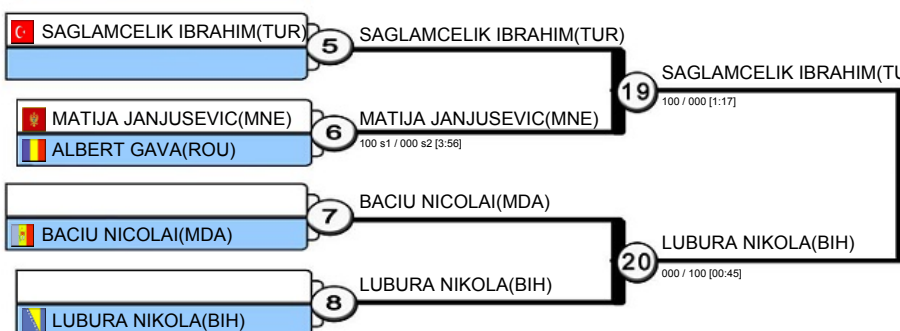 SAGLAMCELIK IBRAHIM(TUR)
5
SAGLAMCELIK IBRAHIM(TUR)
MATIJA JANJUSEVIC(MNE)
ALBERT GAVA(ROU)
6
MATIJA JANJUSEVIC(MNE)
100 s1 / 000 s2 [3:56]
19
SAGLAMCELIK IBRAHIM(TU
100 / 000 [1:17]
BACIU NICOLAI(MDA)
7
BACIU NICOLAI(MDA)
LUBURA NIKOLA(BIH)
8
LUBURA NIKOLA(BIH)
20
LUBURA NIKOLA(BIH)
000 / 100 [00:45]